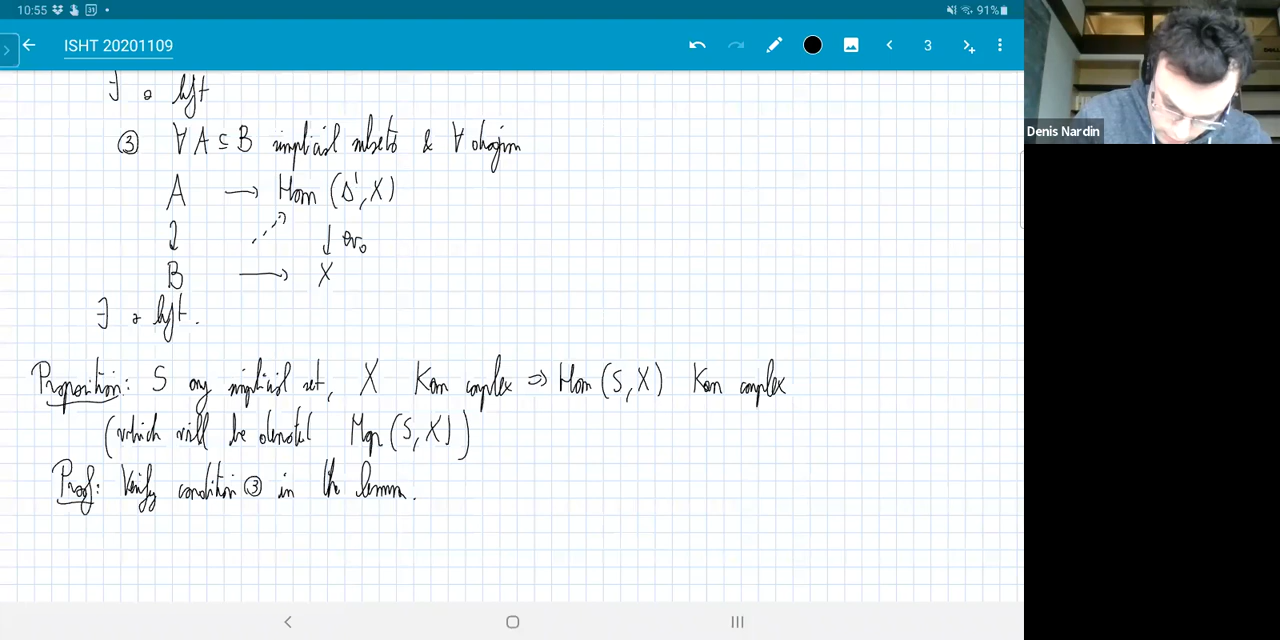 10:55
91%
ISHT 20201109
3
∃ a lift
③ ∀ A ⊆ B simplicial subsets & ∀ diagram
A → Hom (Δ¹, X)
↓ ev₀
B → X
∃ a lift.
Proposition: S any simplicial set, X Kan complex ⇒ Hom (S, X) Kan complex
(which will be denoted Map (S, X))
Proof: Verify condition ③ in the lemma.
Denis Nardin